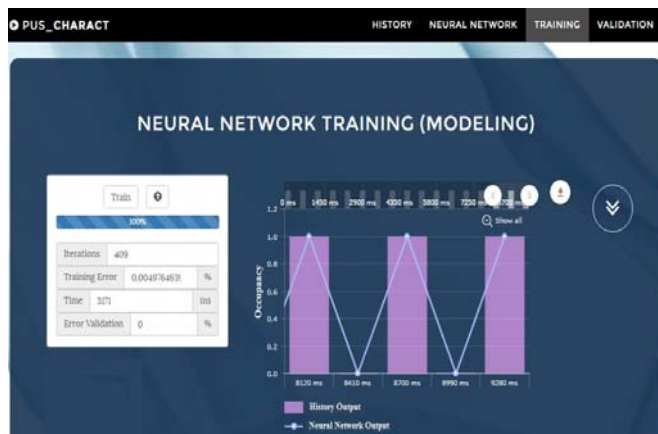 PUS_CHARACT
HISTORY NEURAL NETWORK TRAINING VALIDATION
NEURAL NETWORK TRAINING (MODELING)
Train
100%
Iterations 409
Training Error %
Time 3171 ms
Error Validation 0 %
0 ms 1450 ms 2900 ms 4350 ms 5800 ms 7250
Show all
Occupancy
1.2
1.0
0.8
0.6
0.4
0.2
0.0
8120 ms 8410 ms 8700 ms 8990 ms 9280 ms
History Output
Neural Network Output